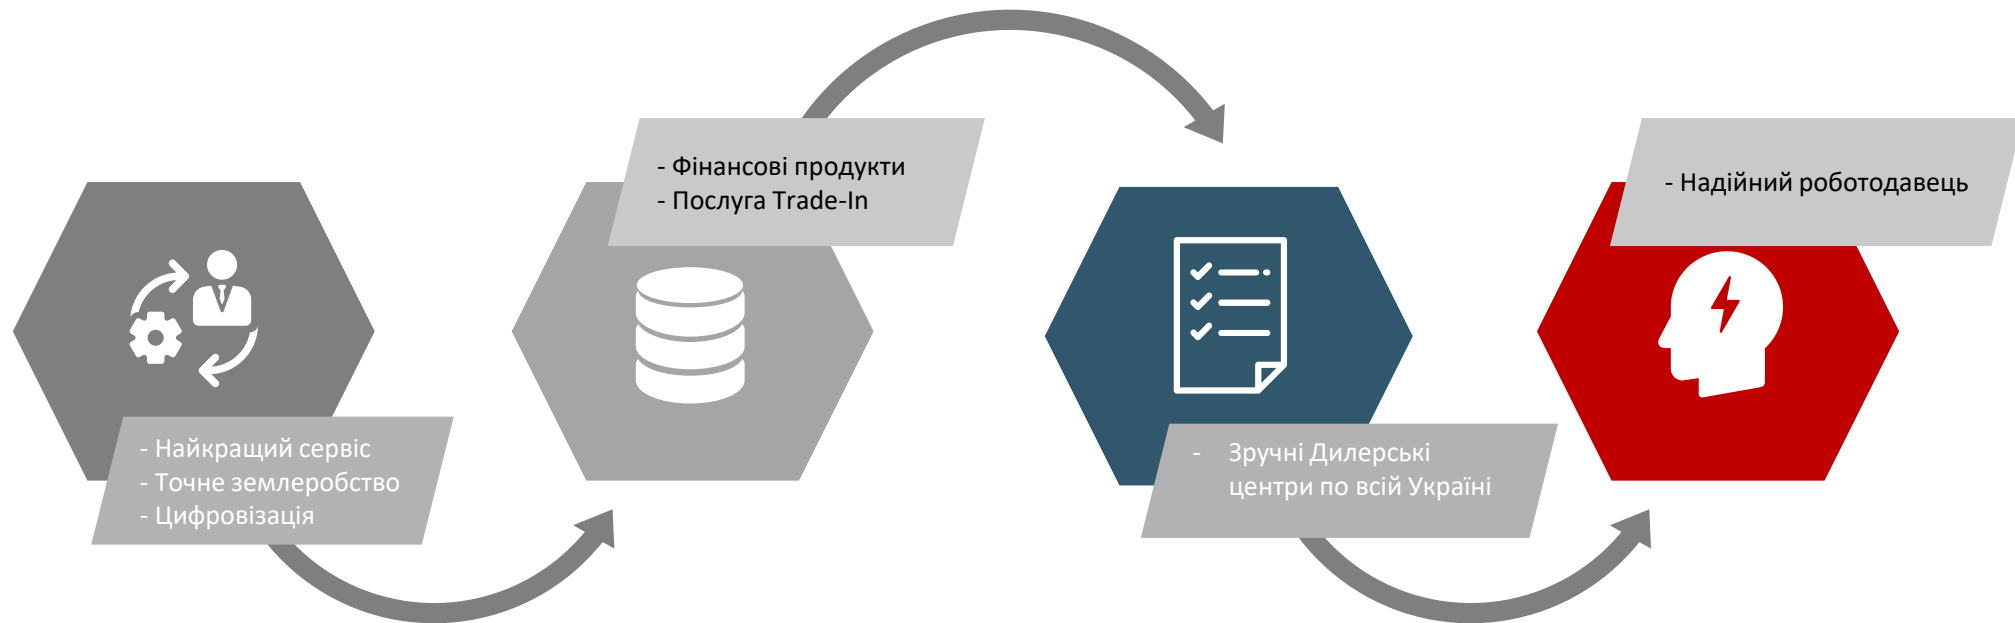 - Найкращий сервіс
- Точне землеробство
- Цифровізація
- Фінансові продукти
- Послуга Trade-In
- Зручні Дилерські
центри по всій Україні
- Надійний роботодавець